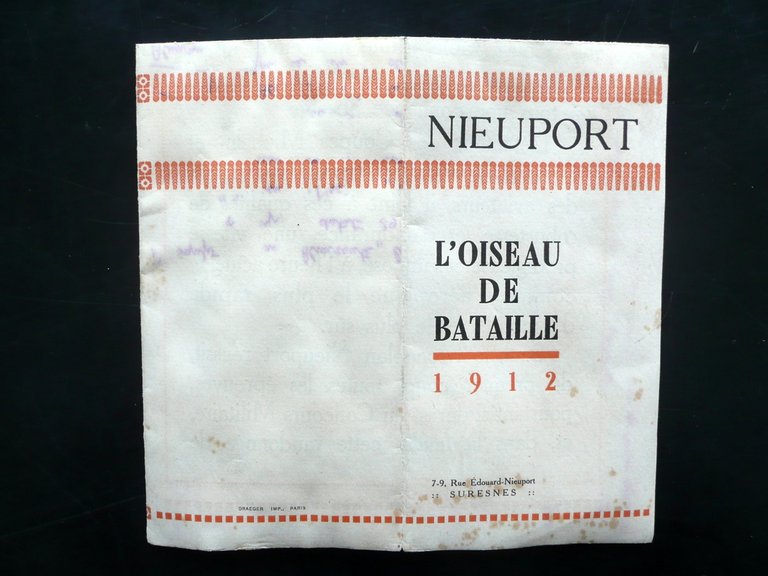 NIEUPORT
L'OISEAU
DE
BATAILLE
1912
7-9, Rue Édouard-Nieuport
:: SURESNES ::
DRAEGER IMP., PARIS